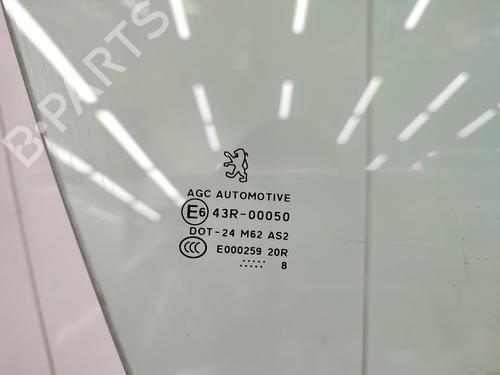 B-PARTS
AGC AUTOMOTIVE
E6 43R-00050
DOT-24 M62 AS2
CCC E000259 20R
8